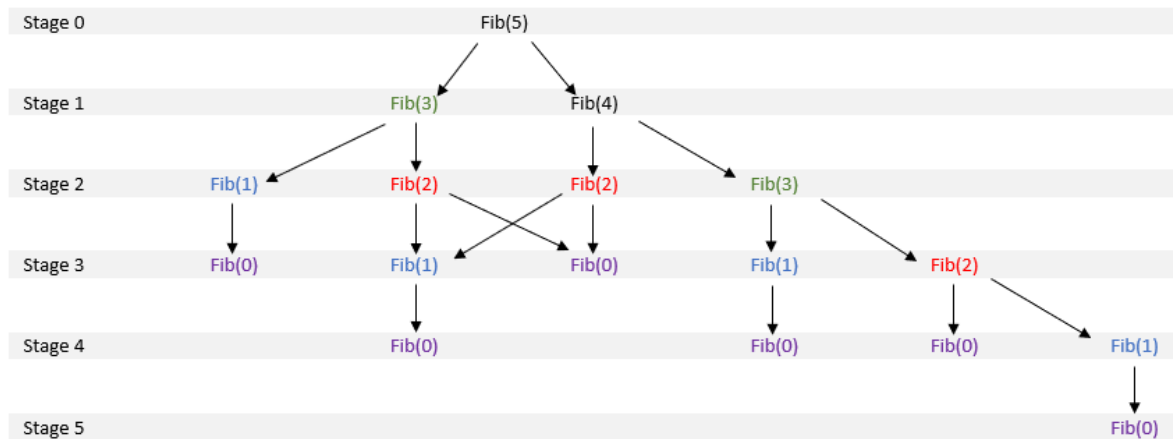 Stage 0 Fib(5)
Stage 1 Fib(3) Fib(4)
Stage 2 Fib(1) Fib(2) Fib(2) Fib(3)
Stage 3 Fib(0) Fib(1) Fib(0) Fib(1) Fib(2)
Stage 4 Fib(0) Fib(0) Fib(0) Fib(1)
Stage 5 Fib(0)